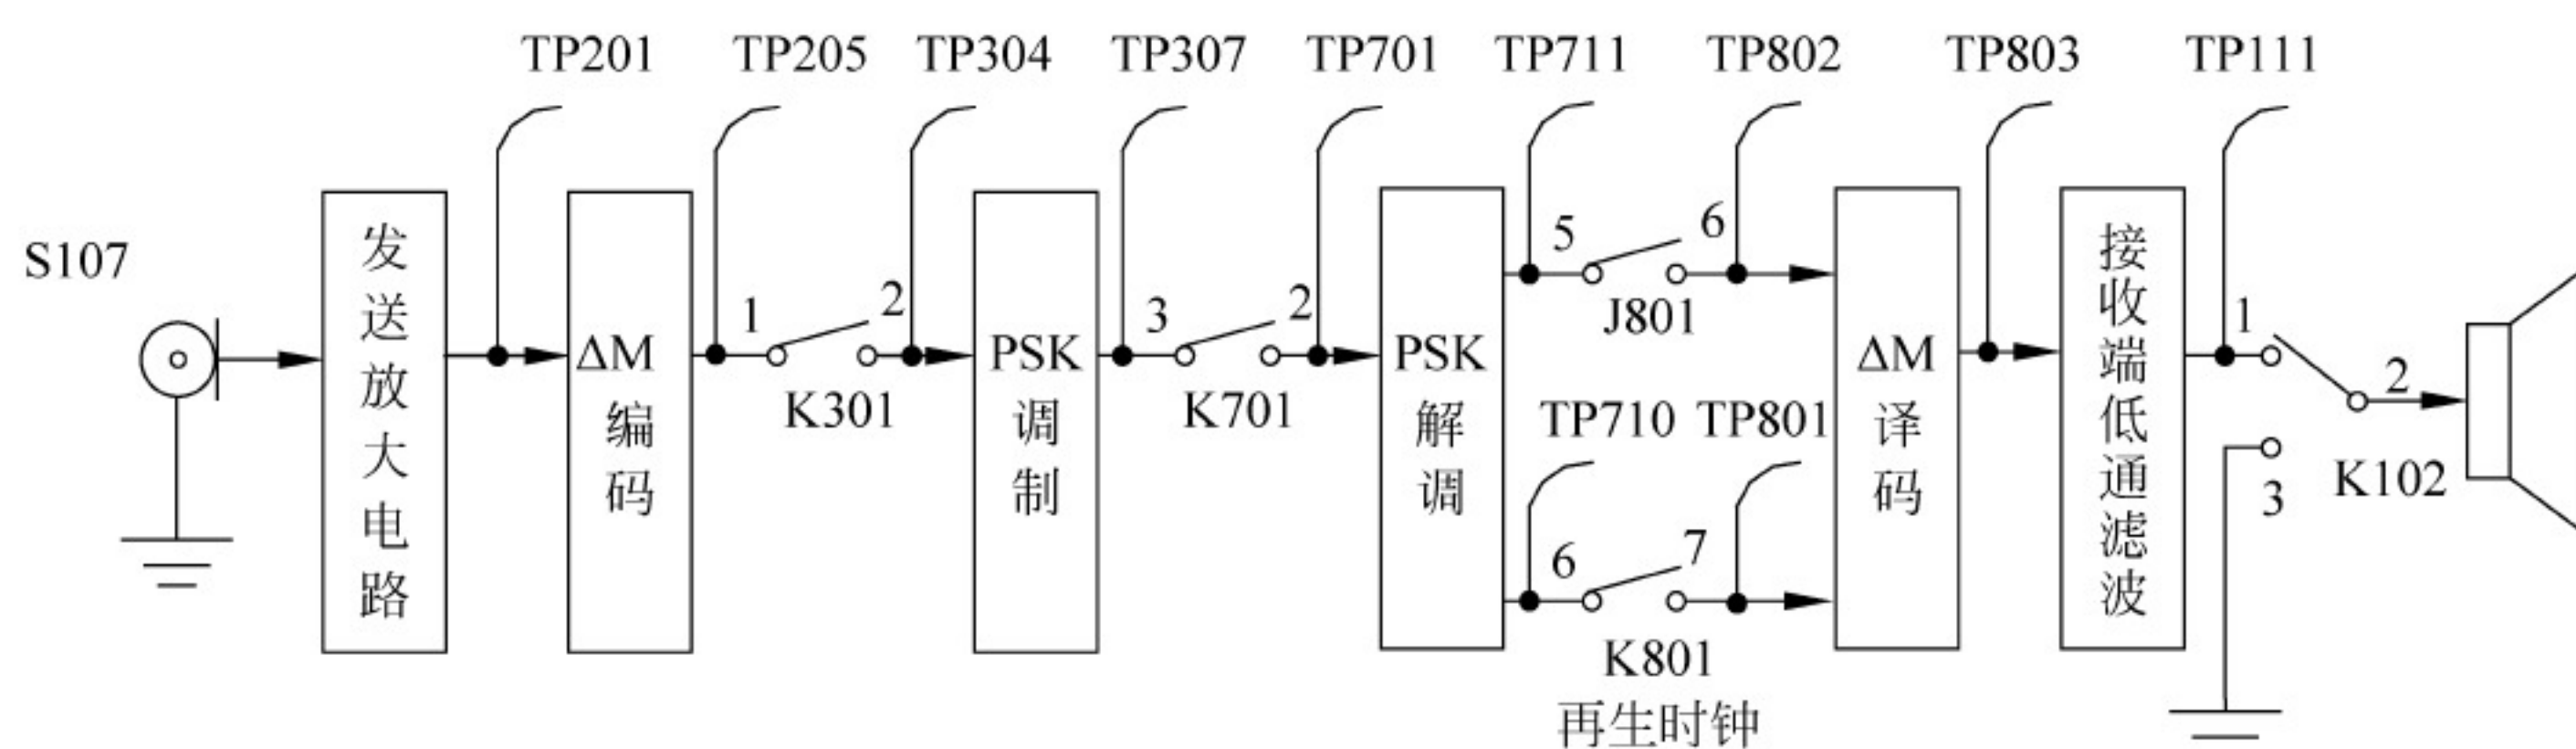 TP201 TP205 TP304 TP307 TP701 TP711 TP802 TP803 TP111
S107
发送放大电路
ΔM编码
1 2
K301
PSK调制
3 2
K701
PSK解调
5 6
J801
TP710 TP801
6 7
K801
再生时钟
ΔM译码
接收端低通滤波
1
2
3
K102